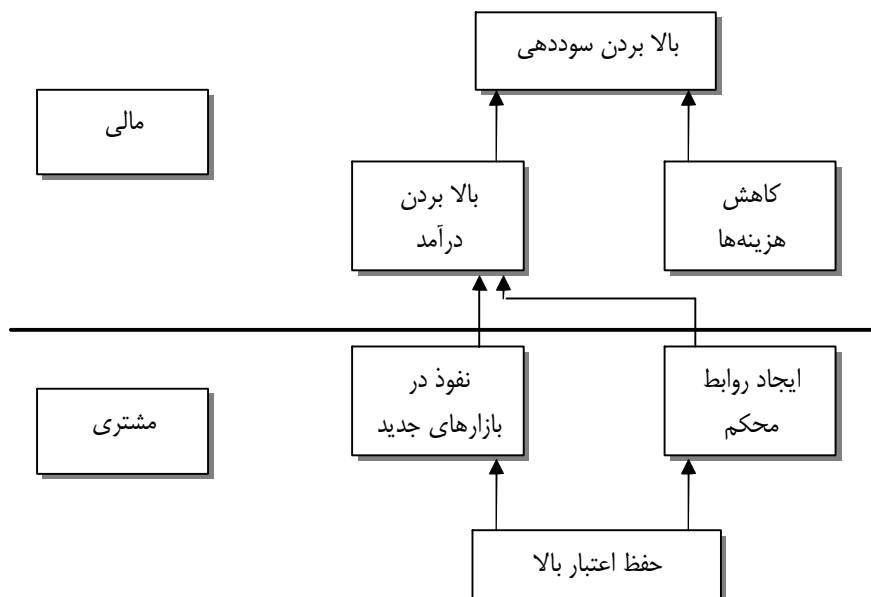 بالا بردن سوددهی
مالی
بالا بردن
درآمد
کاهش
هزینه‌ها
نفوذ در
بازارهای جدید
ایجاد روابط
محکم
مشتری
حفظ اعتبار بالا